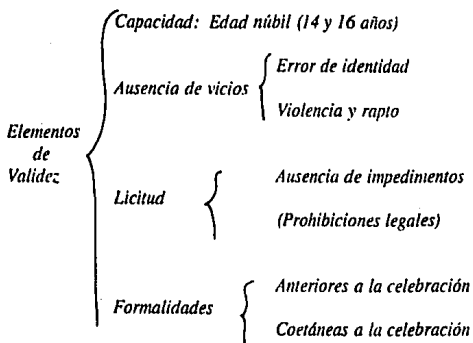 Capacidad: Edad núbil (14 y 16 años)
Ausencia de vicios
Error de identidad
Violencia y rapto
Elementos
de
Validez
Licitud
Ausencia de impedimentos
(Prohibiciones legales)
Formalidades
Anteriores a la celebración
Coetáneas a la celebración